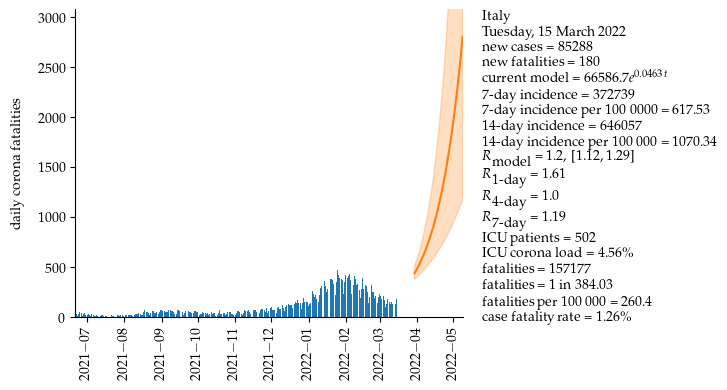 3000
2500
2000
1500
1000
500
0
daily corona fatalities
2021−07
2021−08
2021−09
2021−10
2021−11
2021−12
2022−01
2022−02
2022−03
2022−04
2022−05
Italy
Tuesday, 15 March 2022
new cases = 85288
new fatalities = 180
current model = 66586.7e^0.0463 t
7-day incidence = 372739
7-day incidence per 100 0000 = 617.53
14-day incidence = 646057
14-day incidence per 100 000 = 1070.34
R_model = 1.2, [1.12, 1.29]
R_1-day = 1.61
R_4-day = 1.0
R_7-day = 1.19
ICU patients = 502
ICU corona load = 4.56%
fatalities = 157177
fatalities = 1 in 384.03
fatalities per 100 000 = 260.4
case fatality rate = 1.26%